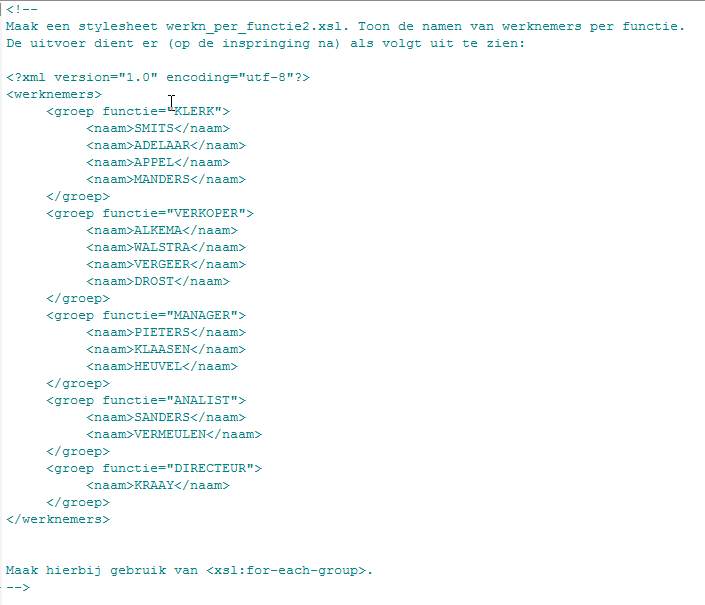 <!--
Maak een stylesheet werkn_per_functie2.xsl. Toon de namen van werknemers per functie.
De uitvoer dient er (op de inspringing na) als volgt uit te zien:
<?xml version="1.0" encoding="utf-8"?>
<werknemers>
<groep functie="KLERK">
<naam>SMITS</naam>
<naam>ADELAAR</naam>
<naam>APPEL</naam>
<naam>MANDERS</naam>
</groep>
<groep functie="VERKOPER">
<naam>ALKEMA</naam>
<naam>WALSTRA</naam>
<naam>VERGEER</naam>
<naam>DROST</naam>
</groep>
<groep functie="MANAGER">
<naam>PIETERS</naam>
<naam>KLAASEN</naam>
<naam>HEUVEL</naam>
</groep>
<groep functie="ANALIST">
<naam>SANDERS</naam>
<naam>VERMEULEN</naam>
</groep>
<groep functie="DIRECTEUR">
<naam>KRAAY</naam>
</groep>
</werknemers>
Maak hierbij gebruik van <xsl:for-each-group>.
-->